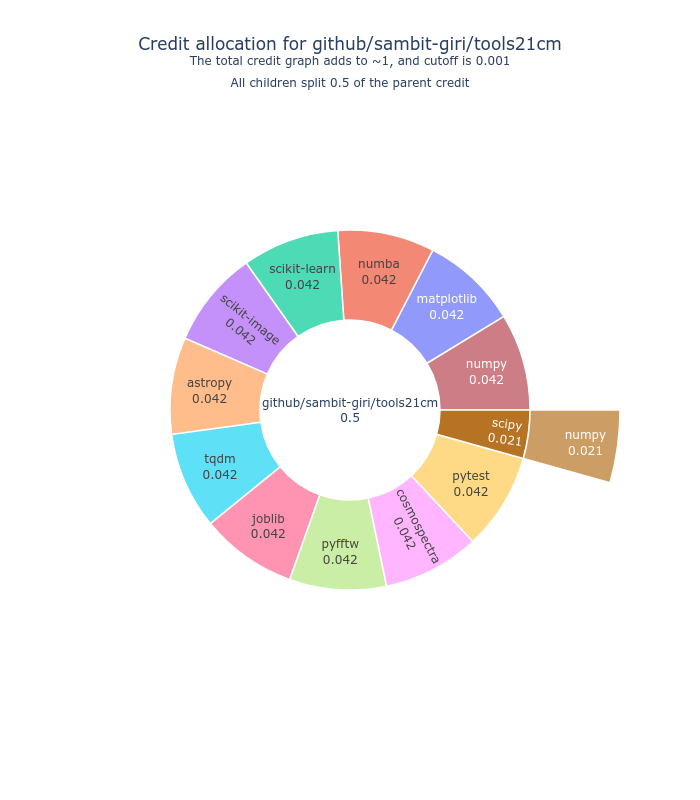 Credit allocation for github/sambit-giri/tools21cm
The total credit graph adds to ~1, and cutoff is 0.001
All children split 0.5 of the parent credit
scikit-learn
0.042
numba
0.042
matplotlib
0.042
scikit-image
0.042
numpy
0.042
astropy
0.042
github/sambit-giri/tools21cm
0.5
scipy
0.021
numpy
0.021
tqdm
0.042
pytest
0.042
joblib
0.042
pyfftw
0.042
cosmospectra
0.042